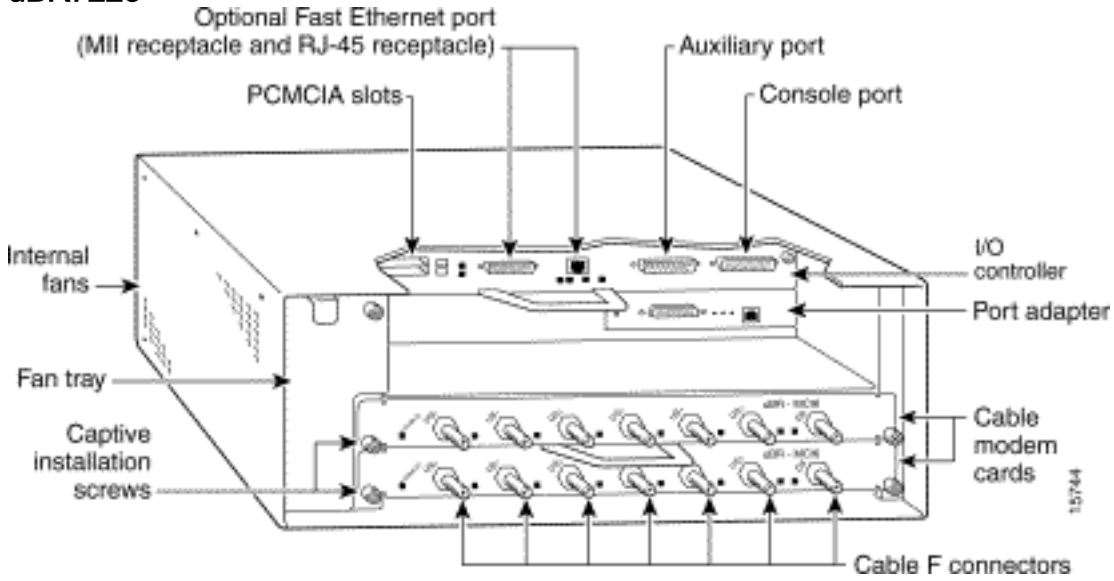 Optional Fast Ethernet port
(MII receptacle and RJ-45 receptacle)
Auxiliary port
PCMCIA slots
Console port
Internal
fans
I/O
controller
Port adapter
Fan tray
Captive
installation
screws
Cable
modem
cards
15744
Cable F connectors